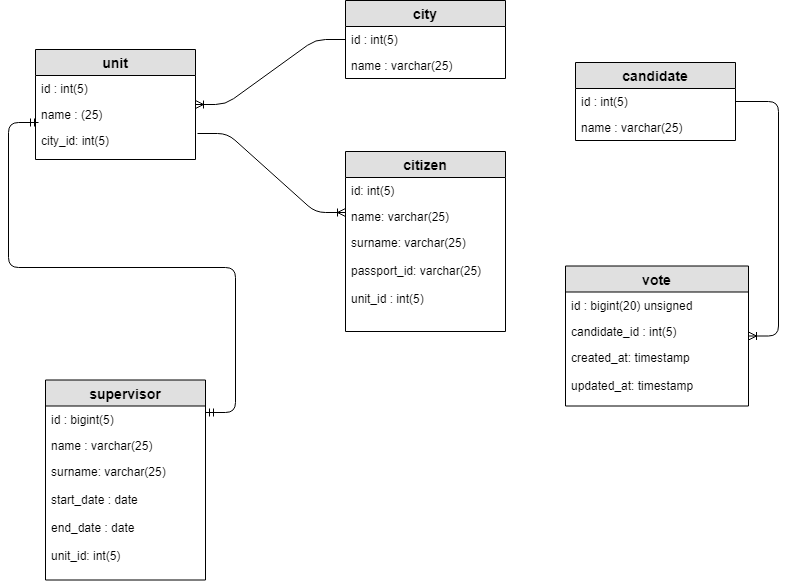 city
id : int(5)
name : varchar(25)
unit
id : int(5)
name : (25)
city_id: int(5)
candidate
id : int(5)
name : varchar(25)
citizen
id: int(5)
name: varchar(25)
surname: varchar(25)
passport_id: varchar(25)
unit_id : int(5)
vote
id : bigint(20) unsigned
candidate_id : int(5)
created_at: timestamp
updated_at: timestamp
supervisor
id : bigint(5)
name : varchar(25)
surname: varchar(25)
start_date : date
end_date : date
unit_id: int(5)